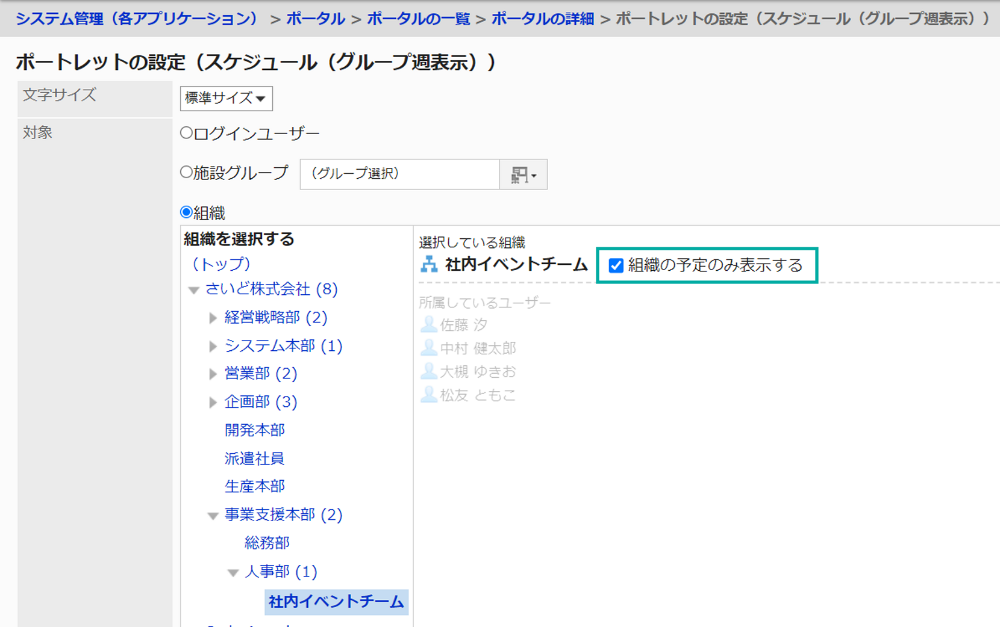 システム管理（各アプリケーション） > ポータル > ポータルの一覧 > ポータルの詳細 > ポートレットの設定（スケジュール（グループ週表示））
ポートレットの設定（スケジュール（グループ週表示））
文字サイズ
標準サイズ
対象
ログインユーザー
施設グループ
（グループ選択）
組織
組織を選択する
（トップ）
さいど株式会社 (8)
経営戦略部 (2)
システム本部 (1)
営業部 (2)
企画部 (3)
開発本部
派遣社員
生産本部
事業支援本部 (2)
総務部
人事部 (1)
社内イベントチーム
選択している組織
社内イベントチーム
組織の予定のみ表示する
所属しているユーザー
佐藤 汐
中村 健太郎
大槻 ゆきお
松友 ともこ